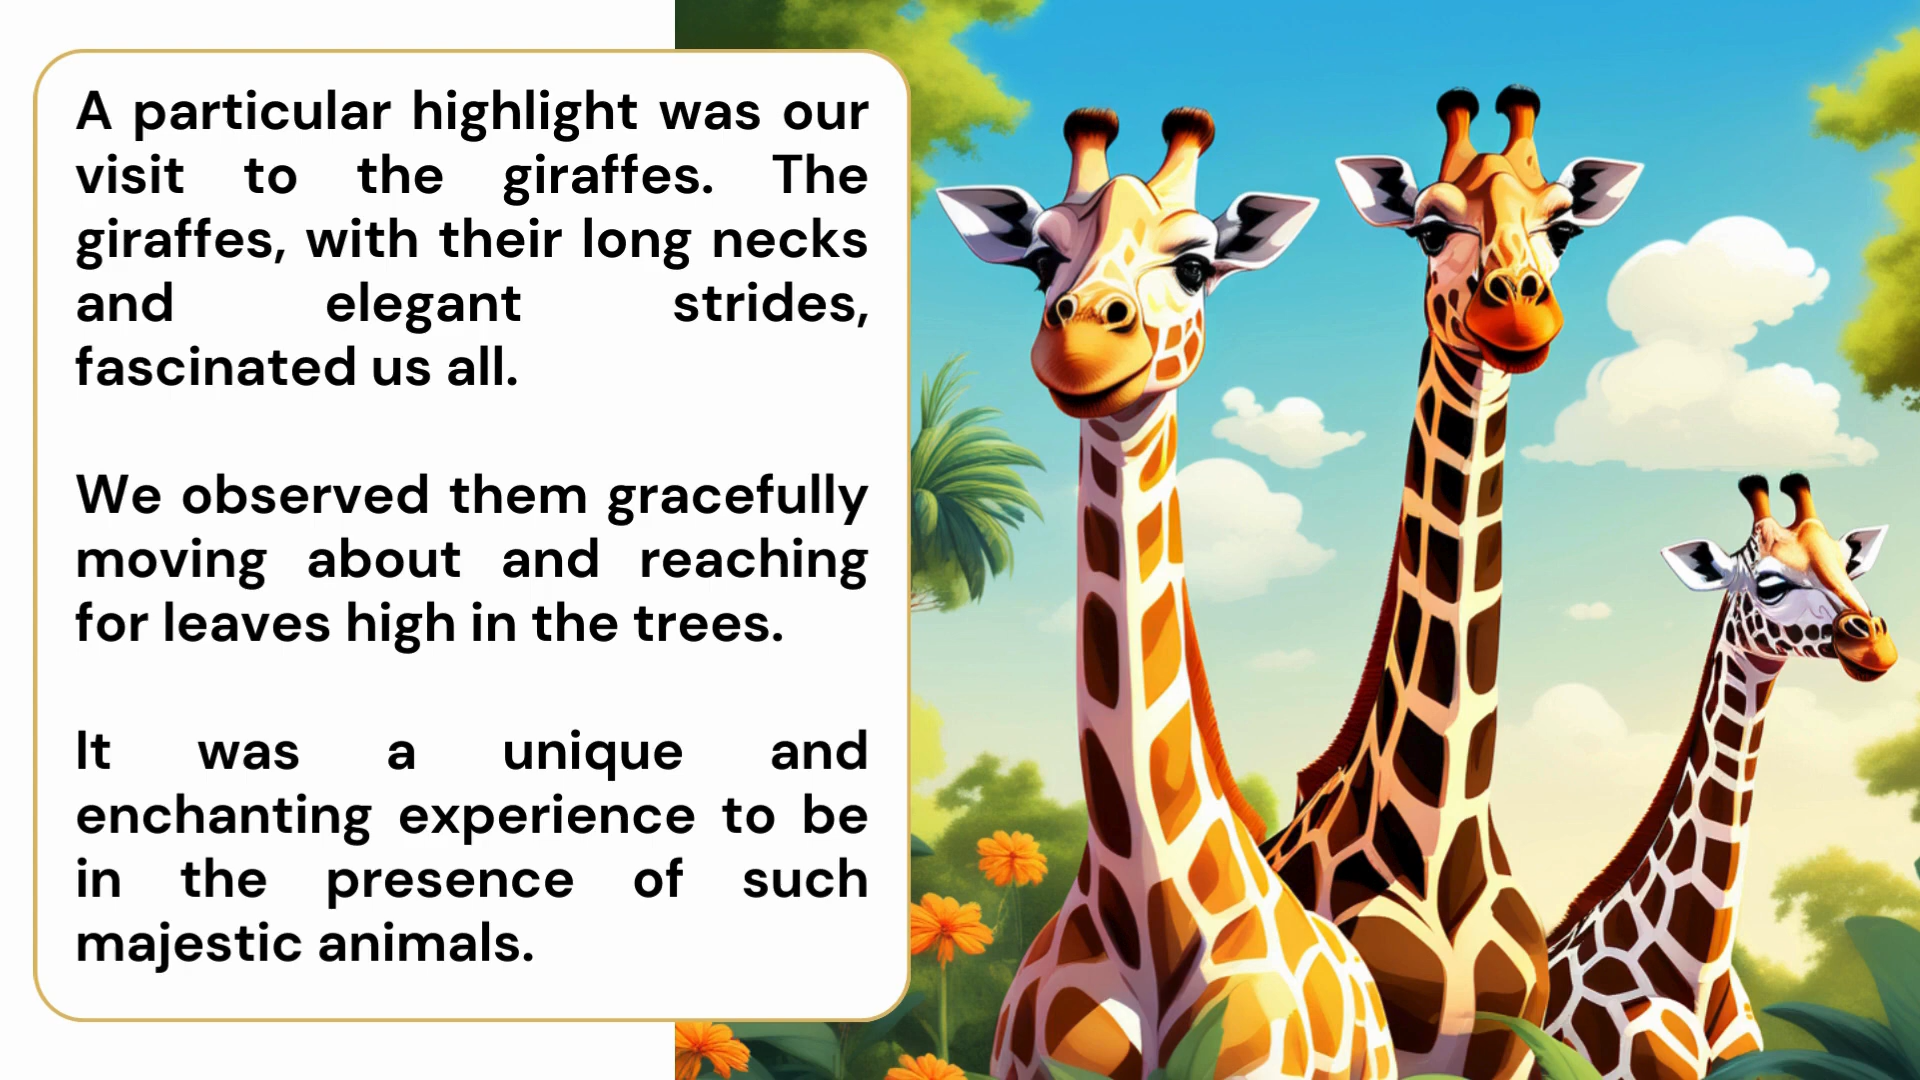 A particular highlight was our
visit to the giraffes. The
giraffes, with their long necks
and elegant strides,
fascinated us all.
We observed them gracefully
moving about and reaching
for leaves high in the trees.
It was a unique and
enchanting experience to be
in the presence of such
majestic animals.